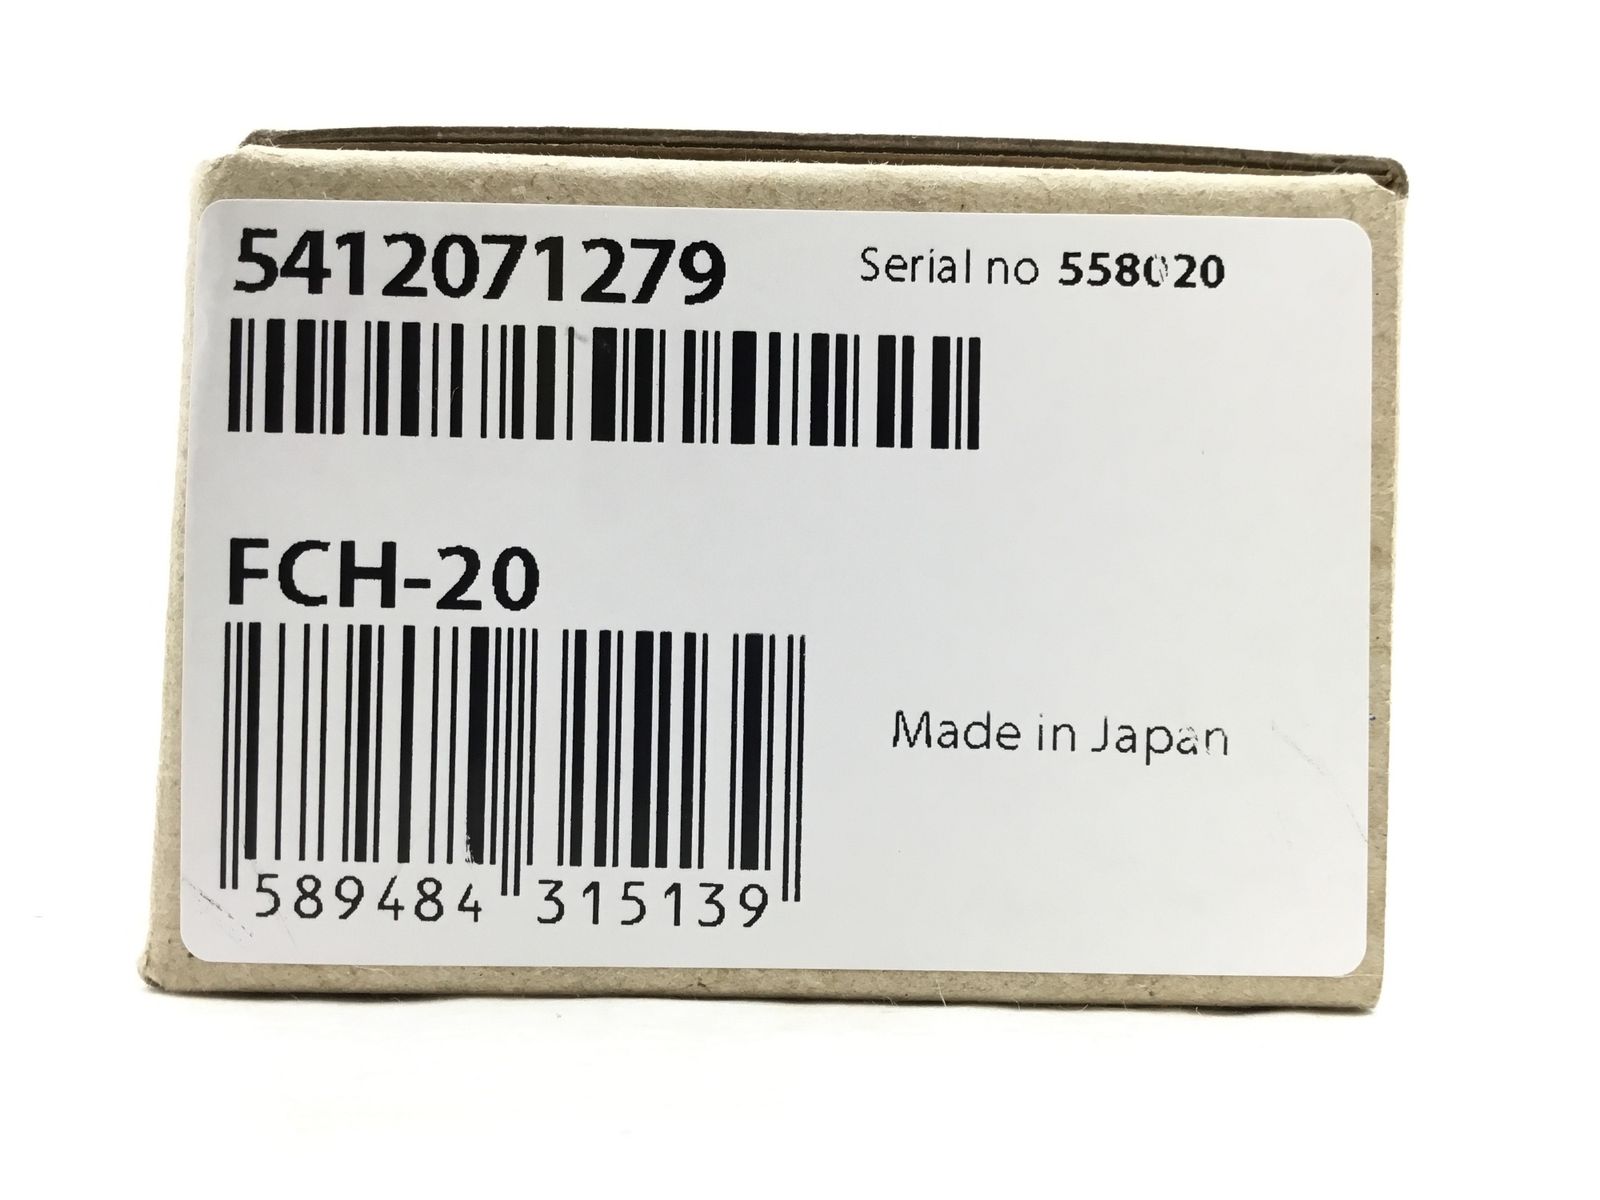 5412071279
Serial no 558020
FCH-20
Made in Japan
589484 315139